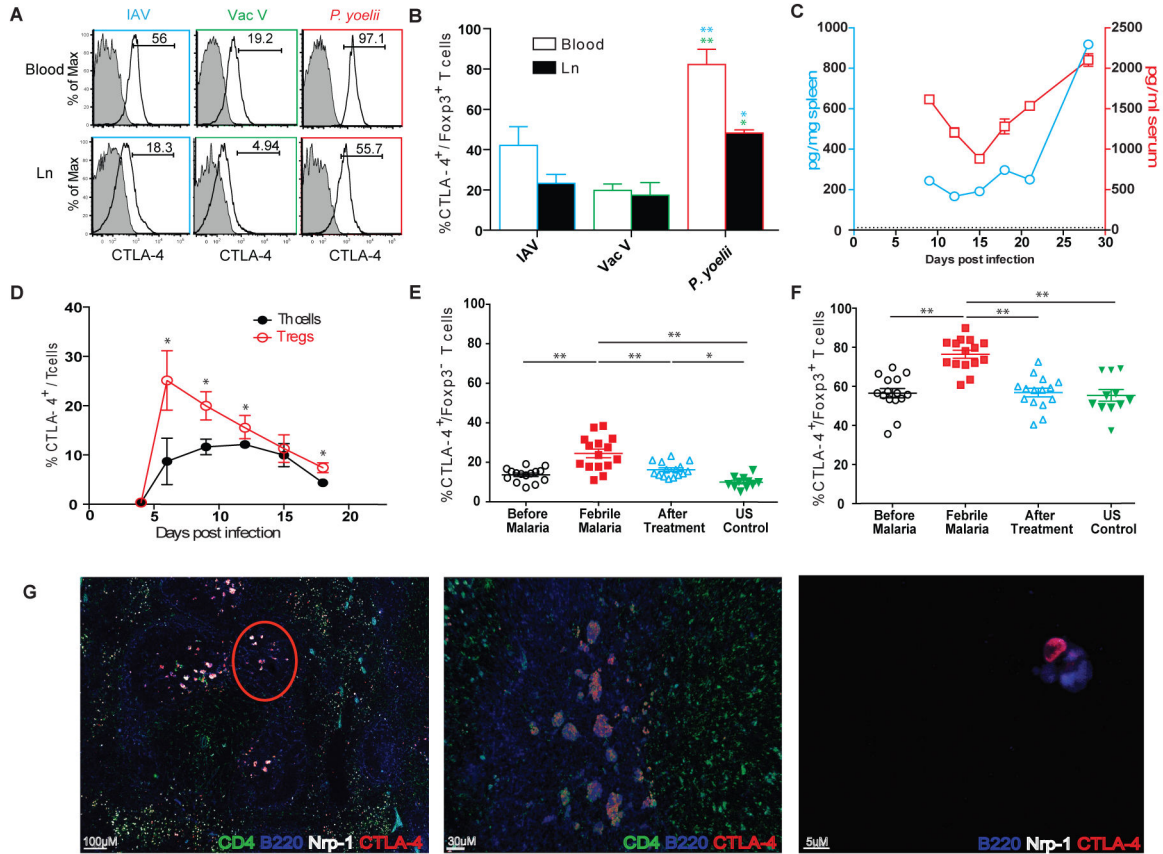 A
IAV
Vac V
P. yoelii
Blood
% of Max
56
19.2
97.1
Ln
% of Max
18.3
4.94
55.7
CTLA-4
CTLA-4
CTLA-4
B
%CTLA-4+/Foxp3+ T cells
100
80
60
40
20
0
Blood
Ln
** **
* *
IAV
Vac V
P. yoelii
C
pg/mg spleen
1000
800
600
400
200
0
pg/ml serum
2500
2000
1500
1000
500
0
0 5 10 15 20 25 30
Days post infection
D
% CTLA-4+/Tcells
40
30
20
10
0
Th cells
Tregs
* * * *
0 5 10 15 20
Days post infection
E
%CTLA-4+/Foxp3- T cells
100
80
60
40
20
0
**
** ** *
Before Malaria
Febrile Malaria
After Treatment
US Control
F
%CTLA-4+/Foxp3+ T cells
100
80
60
40
20
0
**
** **
Before Malaria
Febrile Malaria
After Treatment
US Control
G
100µM
CD4 B220 Nrp-1 CTLA-4
30µM
CD4 B220 CTLA-4
5µM
B220 Nrp-1 CTLA-4